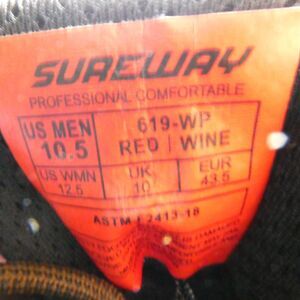 SUREWAY
PROFESSIONAL COMFORTABLE
US MEN 619-WP
10.5 RED | WINE
US WMN UK EUR
12.5 10 43.5
ASTM F2413-18